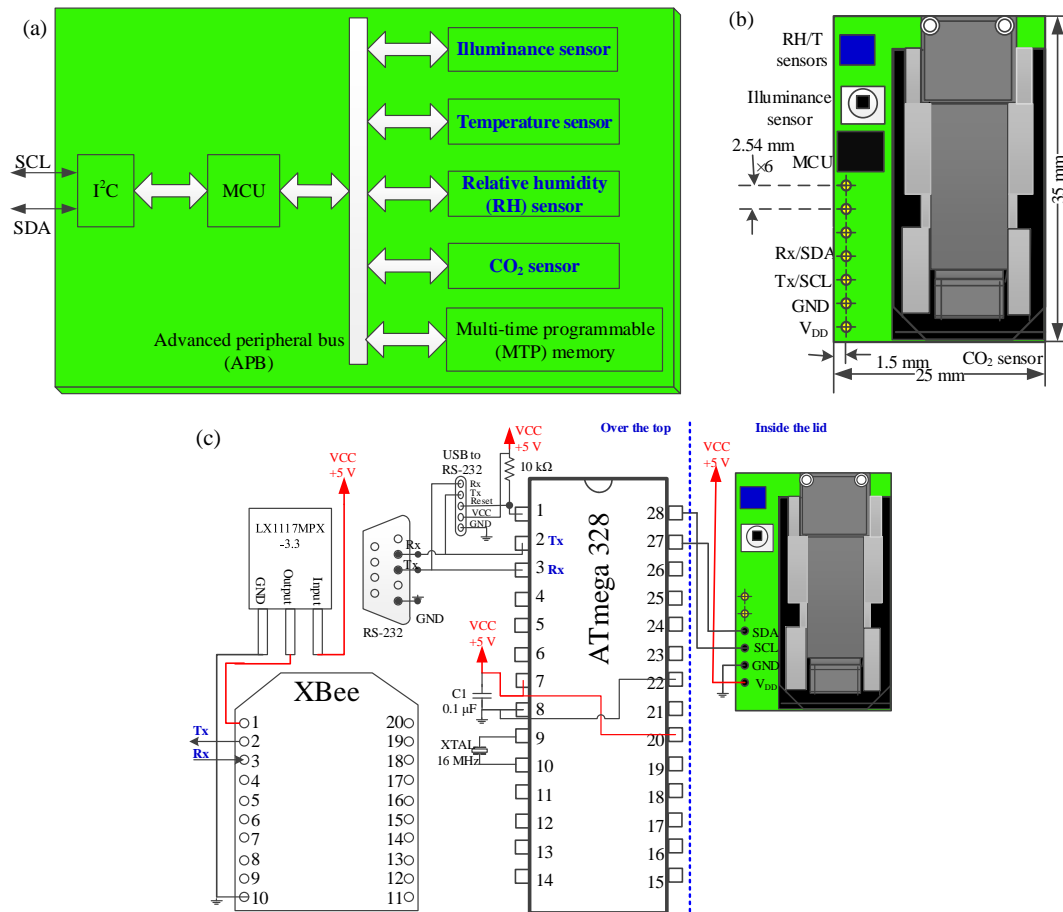 (a)
Illuminance sensor
Temperature sensor
Relative humidity
(RH) sensor
CO₂ sensor
Multi-time programmable
(MTP) memory
SCL
SDA
I²C
MCU
Advanced peripheral bus
(APB)
(b)
RH/T
sensors
Illuminance
sensor
2.54 mm
×6
MCU
Rx/SDA
Tx/SCL
GND
V_DD
35 mm
1.5 mm
CO₂ sensor
25 mm
(c)
VCC
+5 V
LX1117MPX
-3.3
GND
Output
Input
USB to
RS-232
Rx
Tx
Reset
VCC
GND
VCC
+5 V
10 kΩ
Rx
Tx
GND
RS-232
VCC
+5 V
C1
0.1 μF
XTAL
16 MHz
XBee
Tx
Rx
1
2
3
4
5
6
7
8
9
10
20
19
18
17
16
15
14
13
12
11
Over the top
Inside the lid
ATmega 328
1
2 Tx
3 Rx
4
5
6
7
8
9
10
11
12
13
14
28
27
26
25
24
23
22
21
20
19
18
17
16
15
VCC
+5 V
SDA
SCL
GND
V_DD